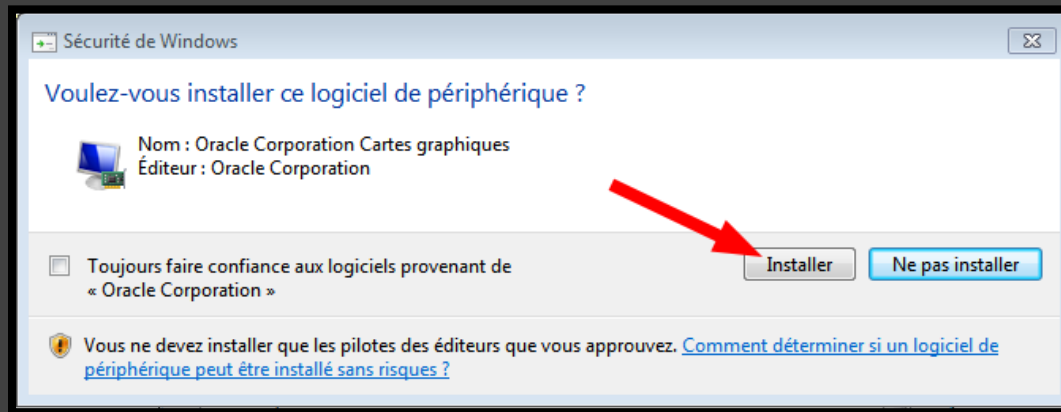 Sécurité de Windows
Voulez-vous installer ce logiciel de périphérique ?
Nom : Oracle Corporation Cartes graphiques
Éditeur : Oracle Corporation
Toujours faire confiance aux logiciels provenant de
« Oracle Corporation »
Installer
Ne pas installer
Vous ne devez installer que les pilotes des éditeurs que vous approuvez. Comment déterminer si un logiciel de
périphérique peut être installé sans risques ?